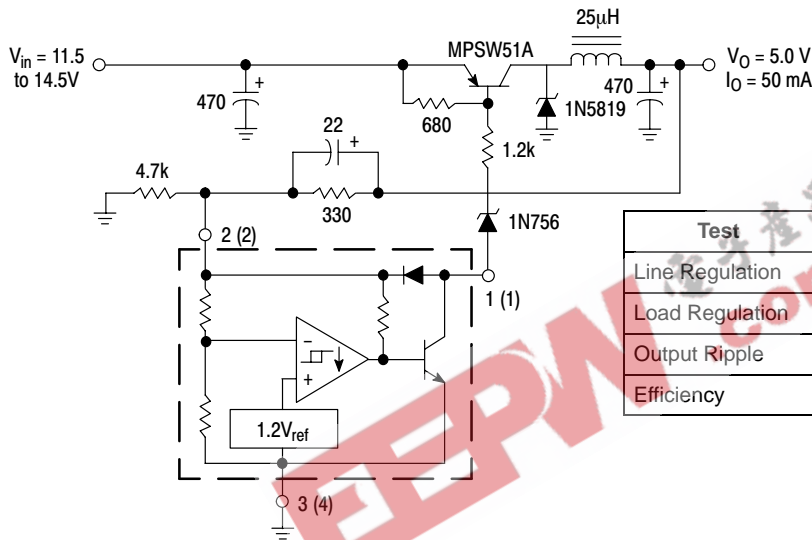 25μH
MPSW51A
Vin = 11.5
to 14.5V
VO = 5.0 V
IO = 50 mA
470
+
680
1N5819
470
+
22
+
1.2k
4.7k
330
1N756
2 (2)
1 (1)
Test
Line Regulation
Load Regulation
Output Ripple
Efficiency
−
+
1.2Vref
3 (4)
EEPW
.com